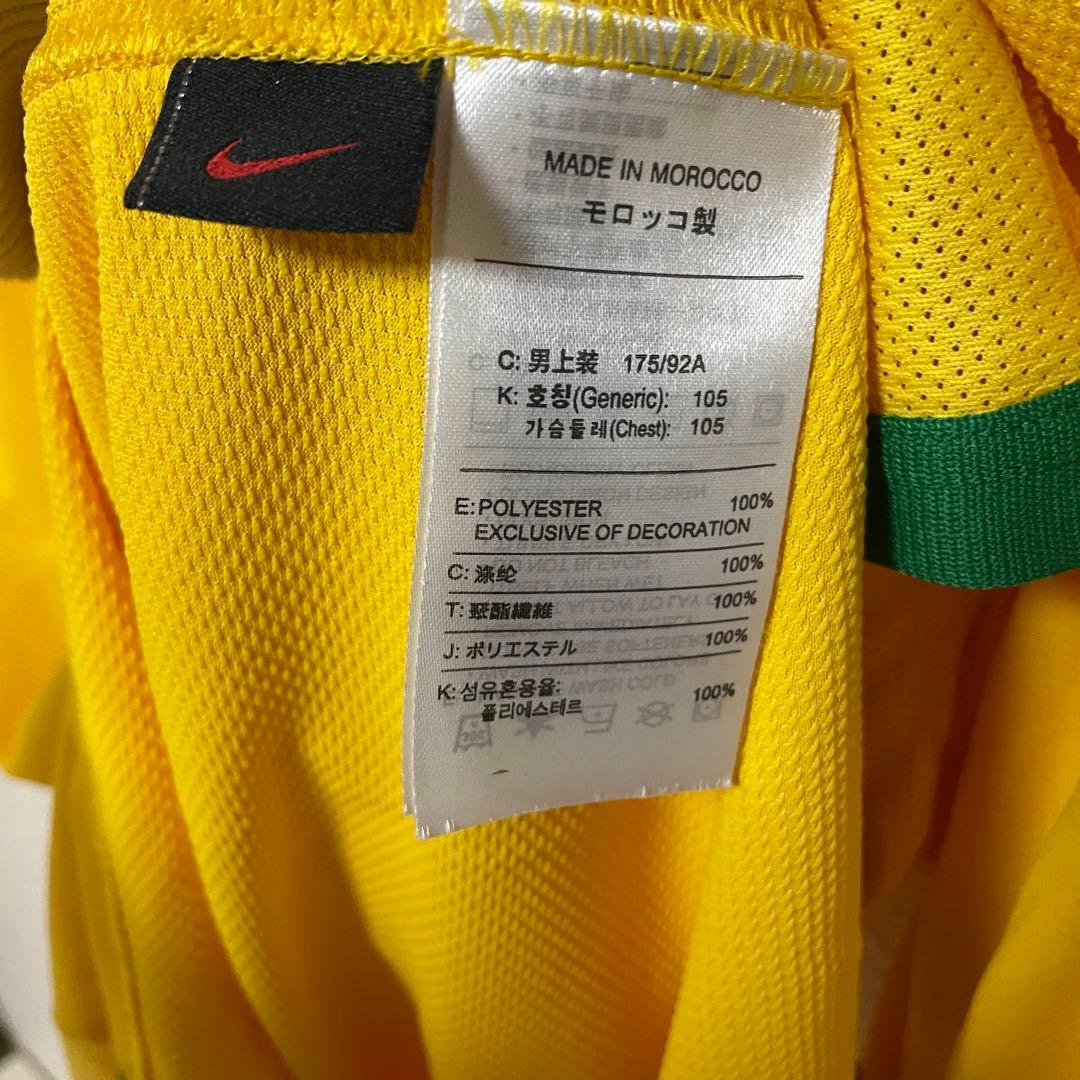 MADE IN MOROCCO
モロッコ製
C: 男上装 175/92A
K: 호칭(Generic): 105
가슴둘레(Chest): 105
E: POLYESTER 100%
EXCLUSIVE OF DECORATION
C: 涤纶 100%
T: 聚酯纖維 100%
J: ポリエステル 100%
K: 섬유혼용율: 100%
폴리에스테르